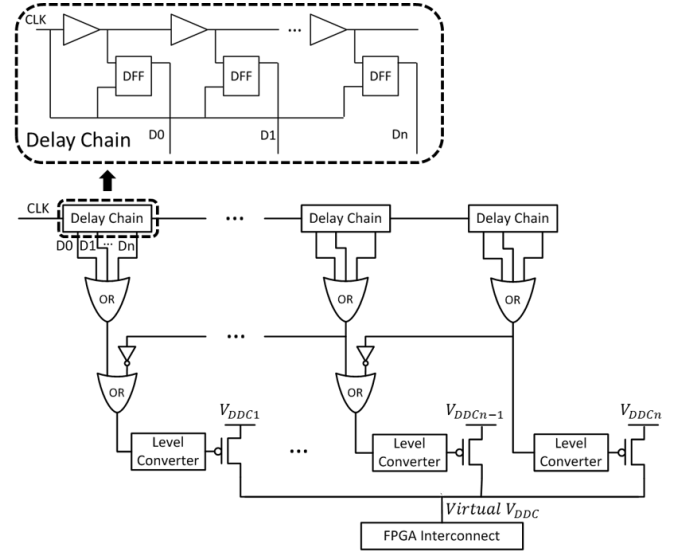 CLK
...
DFF DFF DFF
D0 D1 Dn
Delay Chain
CLK Delay Chain ... Delay Chain Delay Chain
D0 D1 ... Dn
OR OR OR
...
OR OR
V_DDC1 V_DDCn−1 V_DDCn
Level Converter ... Level Converter Level Converter
Virtual V_DDC
FPGA Interconnect